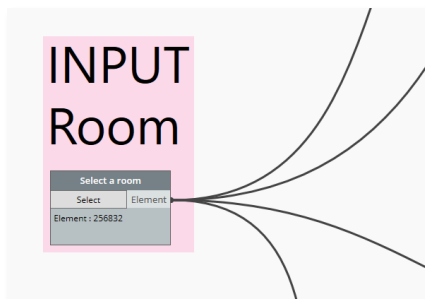 INPUT
Room
Select a room
Select Element
Element : 256832